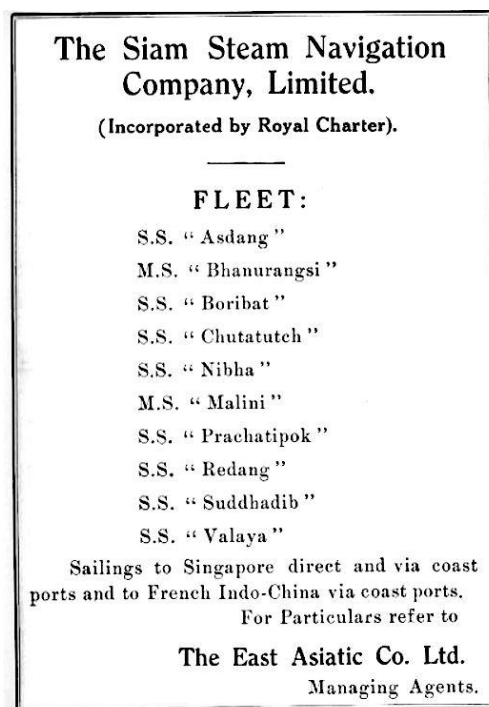 The Siam Steam Navigation
Company, Limited.
(Incorporated by Royal Charter).
FLEET:
S.S. “ Asdang ”
M.S. “ Bhanurangsi ”
S.S. “ Boribat ”
S.S. “ Chutatutch ”
S.S. “ Nibha ”
M.S. “ Malini ”
S.S. “ Prachatipok ”
S.S. “ Redang ”
S.S. “ Suddhadib ”
S.S. “ Valaya ”
Sailings to Singapore direct and via coast
ports and to French Indo-China via coast ports.
For Particulars refer to
The East Asiatic Co. Ltd.
Managing Agents.